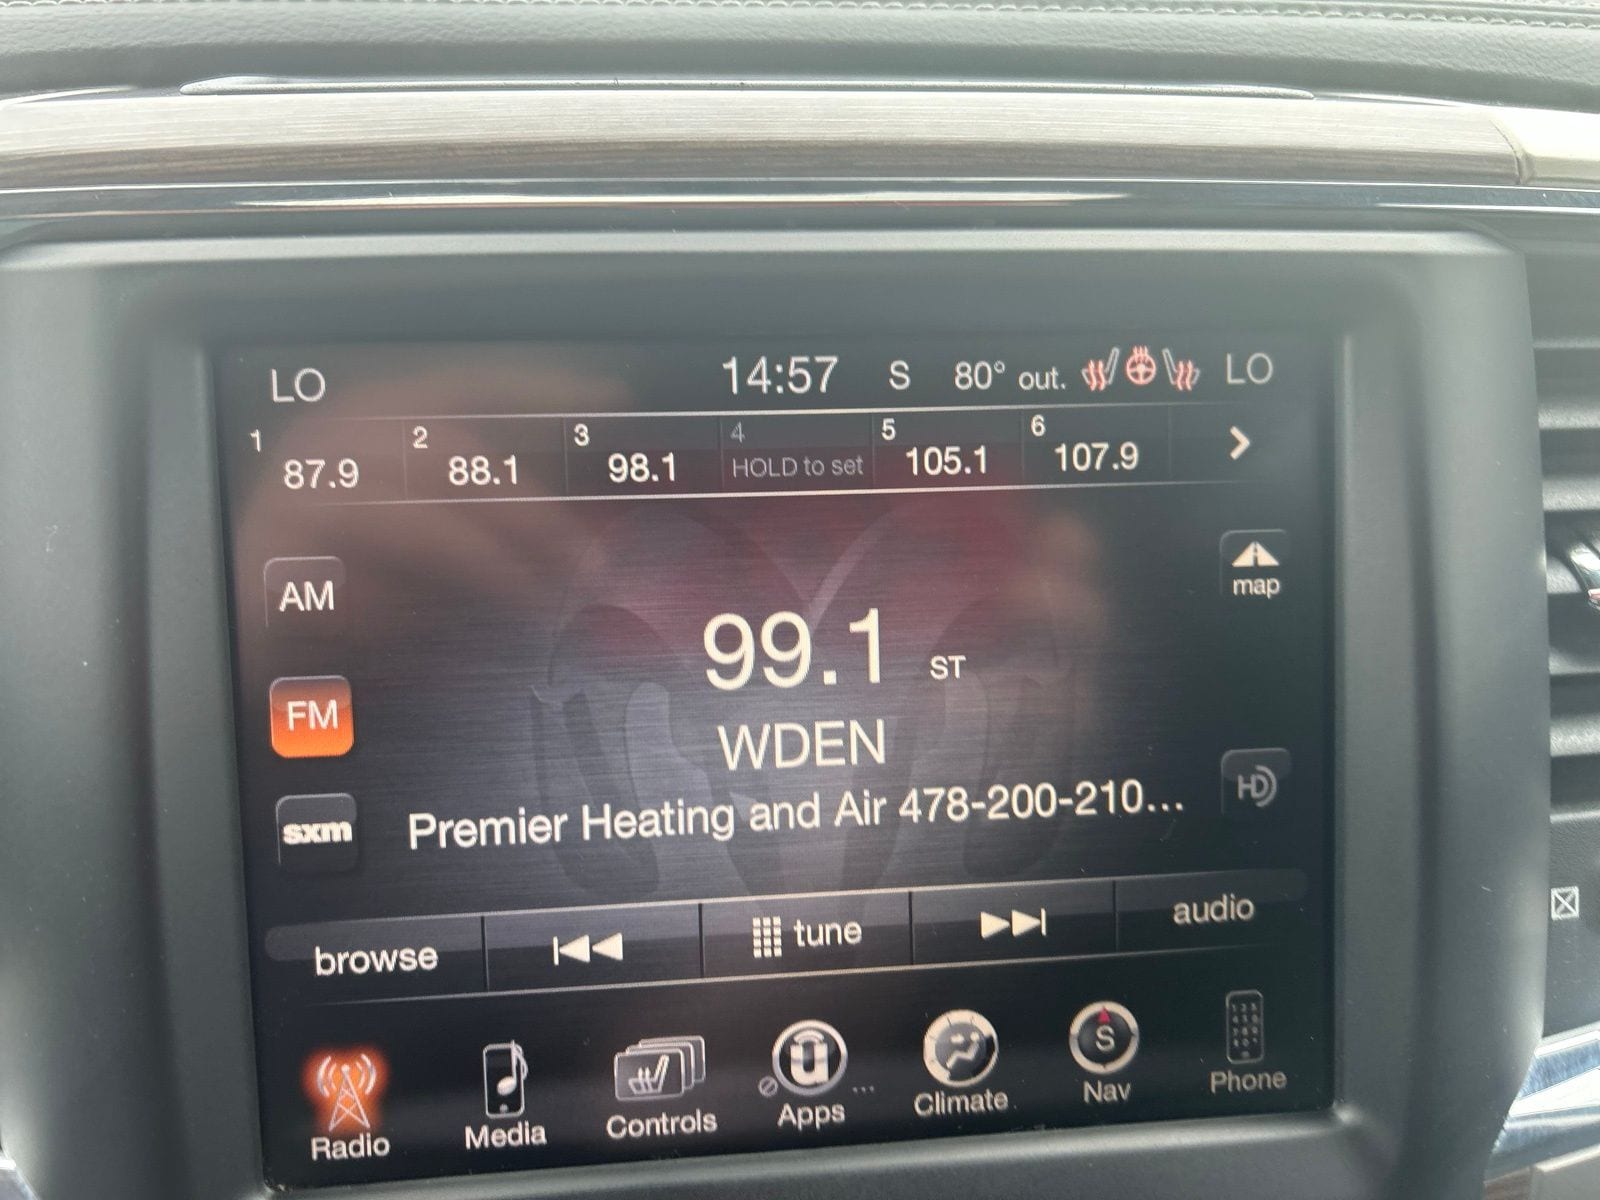 LO 14:57 S 80° out. LO
1 2 3 4 5 6
87.9 88.1 98.1 HOLD to set 105.1 107.9
AM
map
99.1 ST
FM
WDEN
HD
sxm
Premier Heating and Air 478-200-210...
browse tune audio
Radio Media Controls Apps Climate Nav Phone
u
S